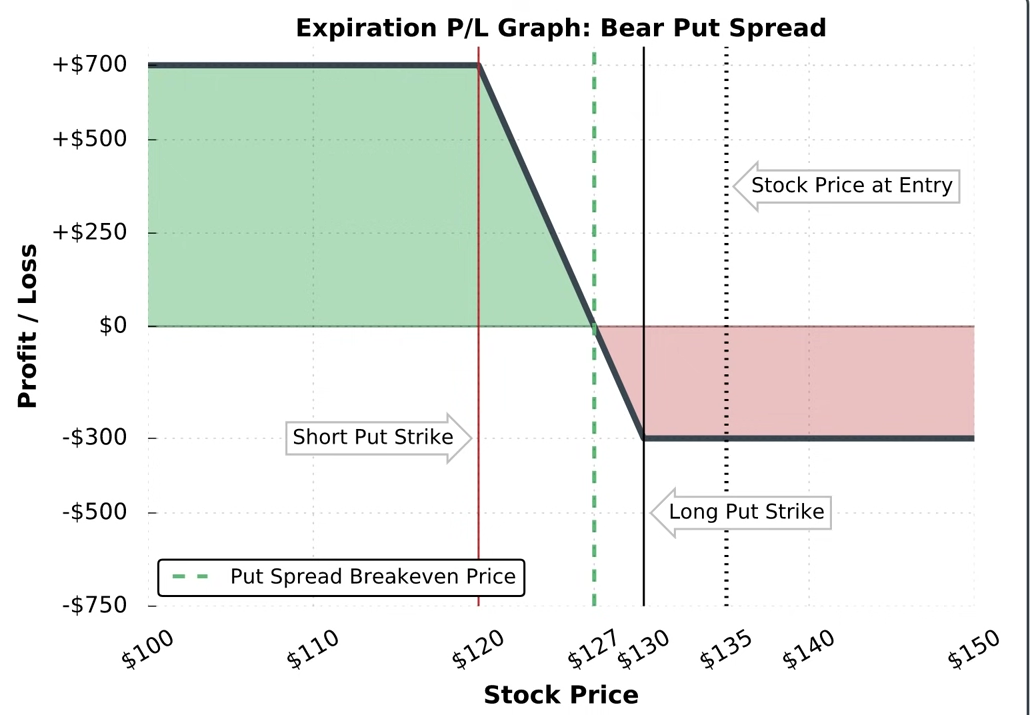 Expiration P/L Graph: Bear Put Spread
+$700
+$500
Stock Price at Entry
+$250
Profit / Loss
$0
-$300
Short Put Strike
-$500
Long Put Strike
Put Spread Breakeven Price
-$750
$100 $110 $120 $127 $130 $135 $140 $150
Stock Price